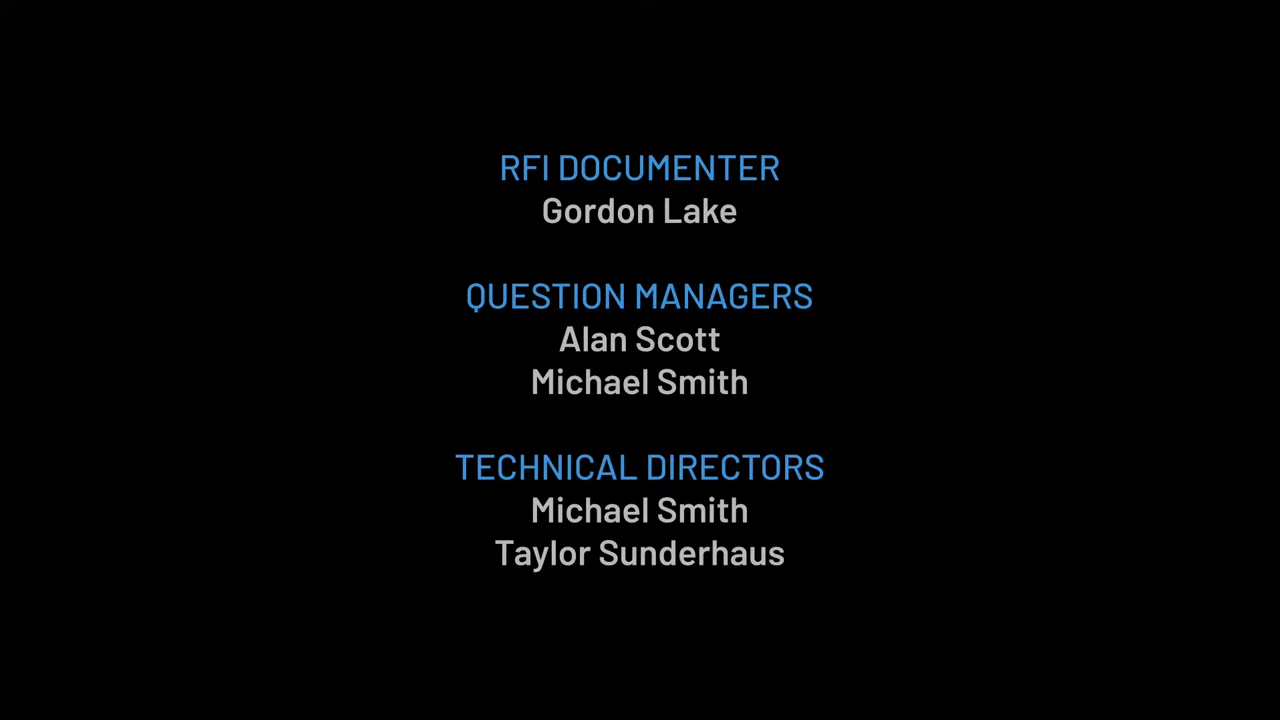 RFI DOCUMENTER
Gordon Lake
QUESTION MANAGERS
Alan Scott
Michael Smith
TECHNICAL DIRECTORS
Michael Smith
Taylor Sunderhaus